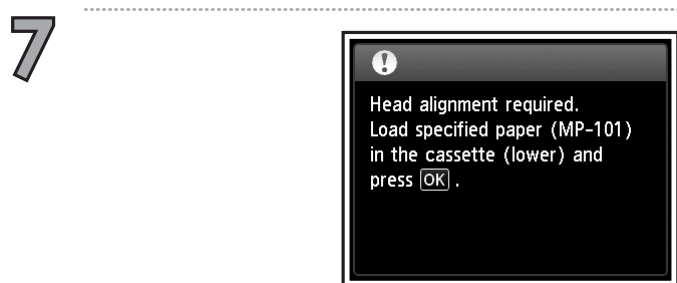 7
Head alignment required.
Load specified paper (MP-101)
in the cassette (lower) and
press OK .